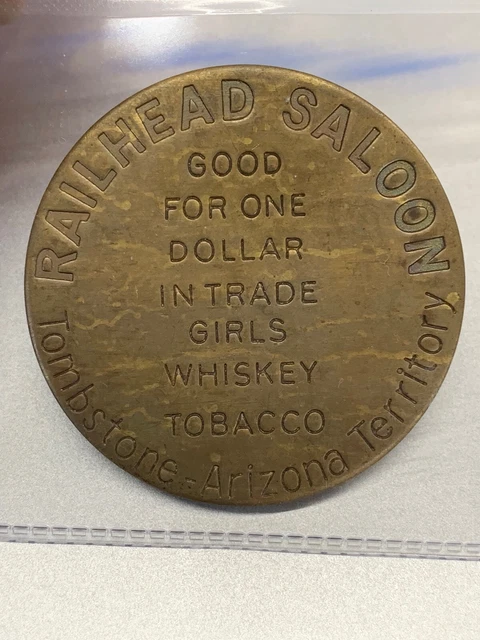 RAILHEAD SALOON
GOOD
FOR ONE
DOLLAR
IN TRADE
GIRLS
WHISKEY
TOBACCO
Tombstone-Arizona Territory